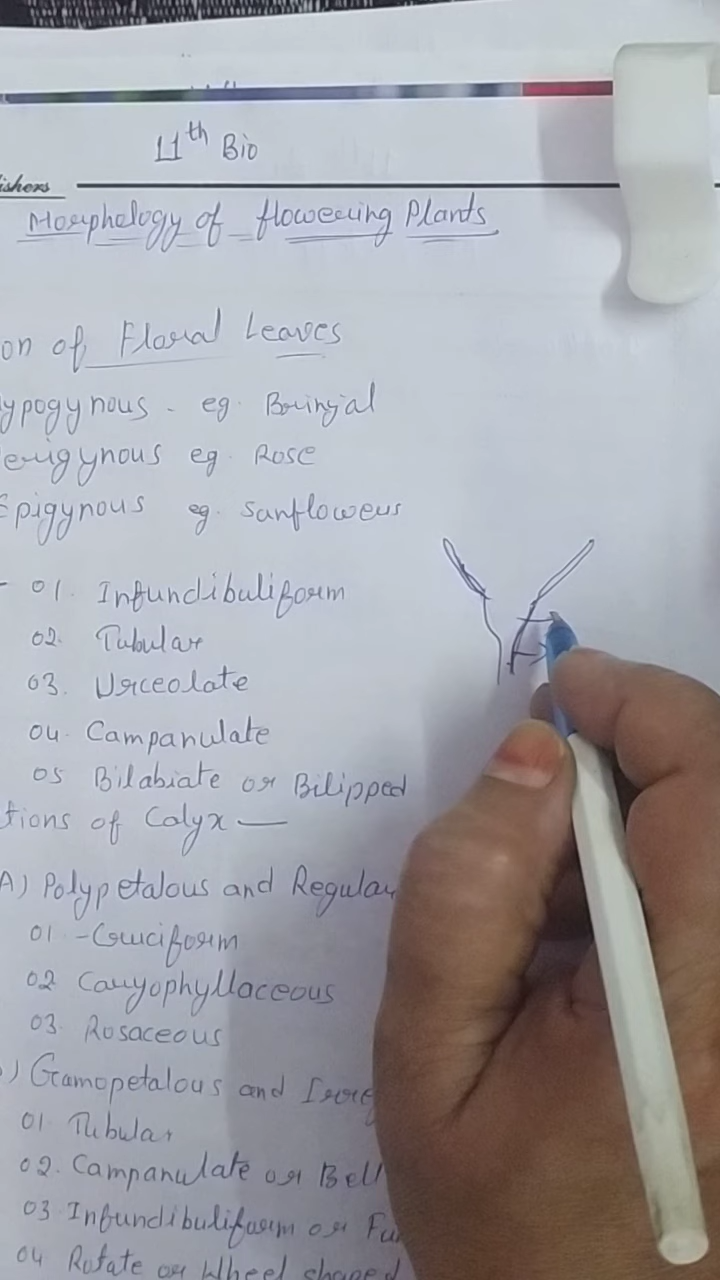 11th Bio
ishers
Morphology of flowering Plants
on of Floral Leaves
ypogynous - eg. Brinjal
erigynous eg. Rose
Epigynous eg. Sanflowers
- 01. Infundibuliform
02. Tubular
03. Urceolate
04. Campanulate
05 Bilabiate or Bilipped
tions of Calyx —
A) Polypetalous and Regular
01 - Cruciform
02 Caryophyllaceous
03. Rosaceous
) Gamopetalous and Irre
01. Tubular
02. Campanulate or Bell
03 Infundibuliform or Fu
04 Rotate or Wheel shaped